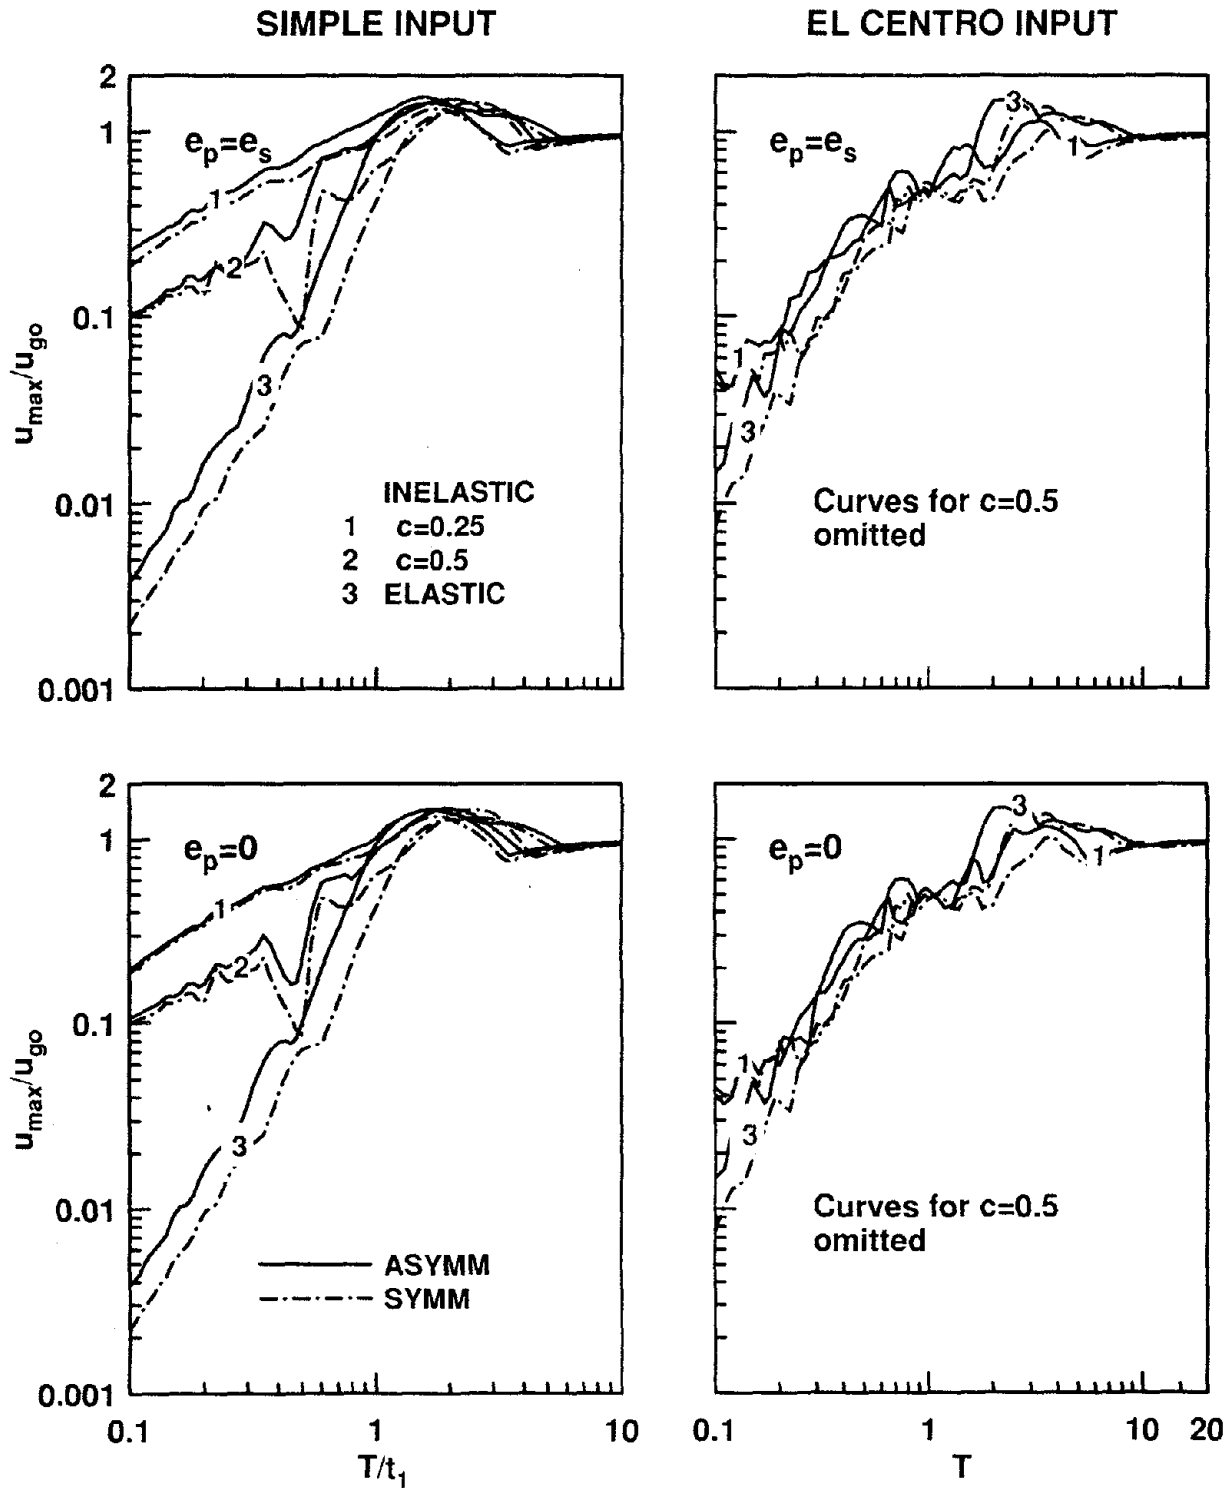 SIMPLE INPUT
EL CENTRO INPUT
2
1
0.1
0.01
0.001
u_max/u_go
e_p=e_s
1
2
3
INELASTIC
1 c=0.25
2 c=0.5
3 ELASTIC
e_p=e_s
3
1
1
3
Curves for c=0.5
omitted
2
1
0.1
0.01
0.001
u_max/u_go
e_p=0
1
2
3
ASYMM
SYMM
0.1 1 10
T/t_1
e_p=0
3
1
1
3
Curves for c=0.5
omitted
0.1 1 10 20
T